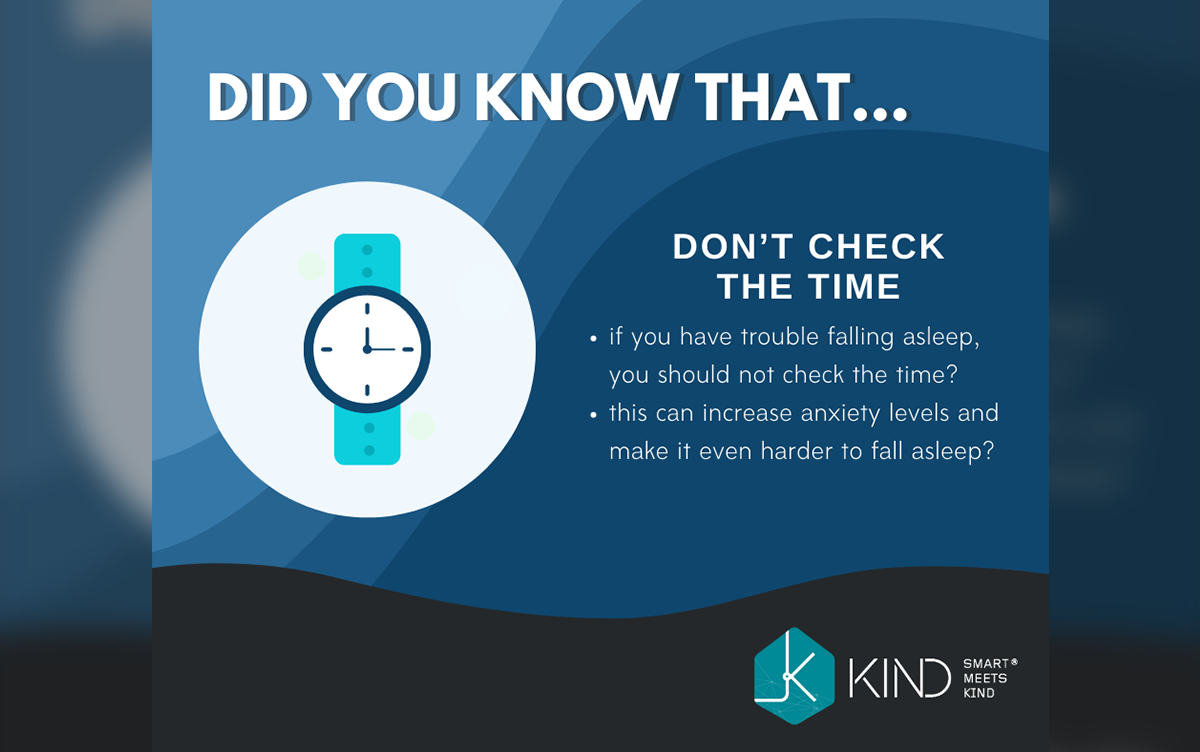 DID YOU KNOW THAT...
DON'T CHECK
THE TIME
• if you have trouble falling asleep,
you should not check the time?
• this can increase anxiety levels and
make it even harder to fall asleep?
K
KIND
SMART®
MEETS
KIND